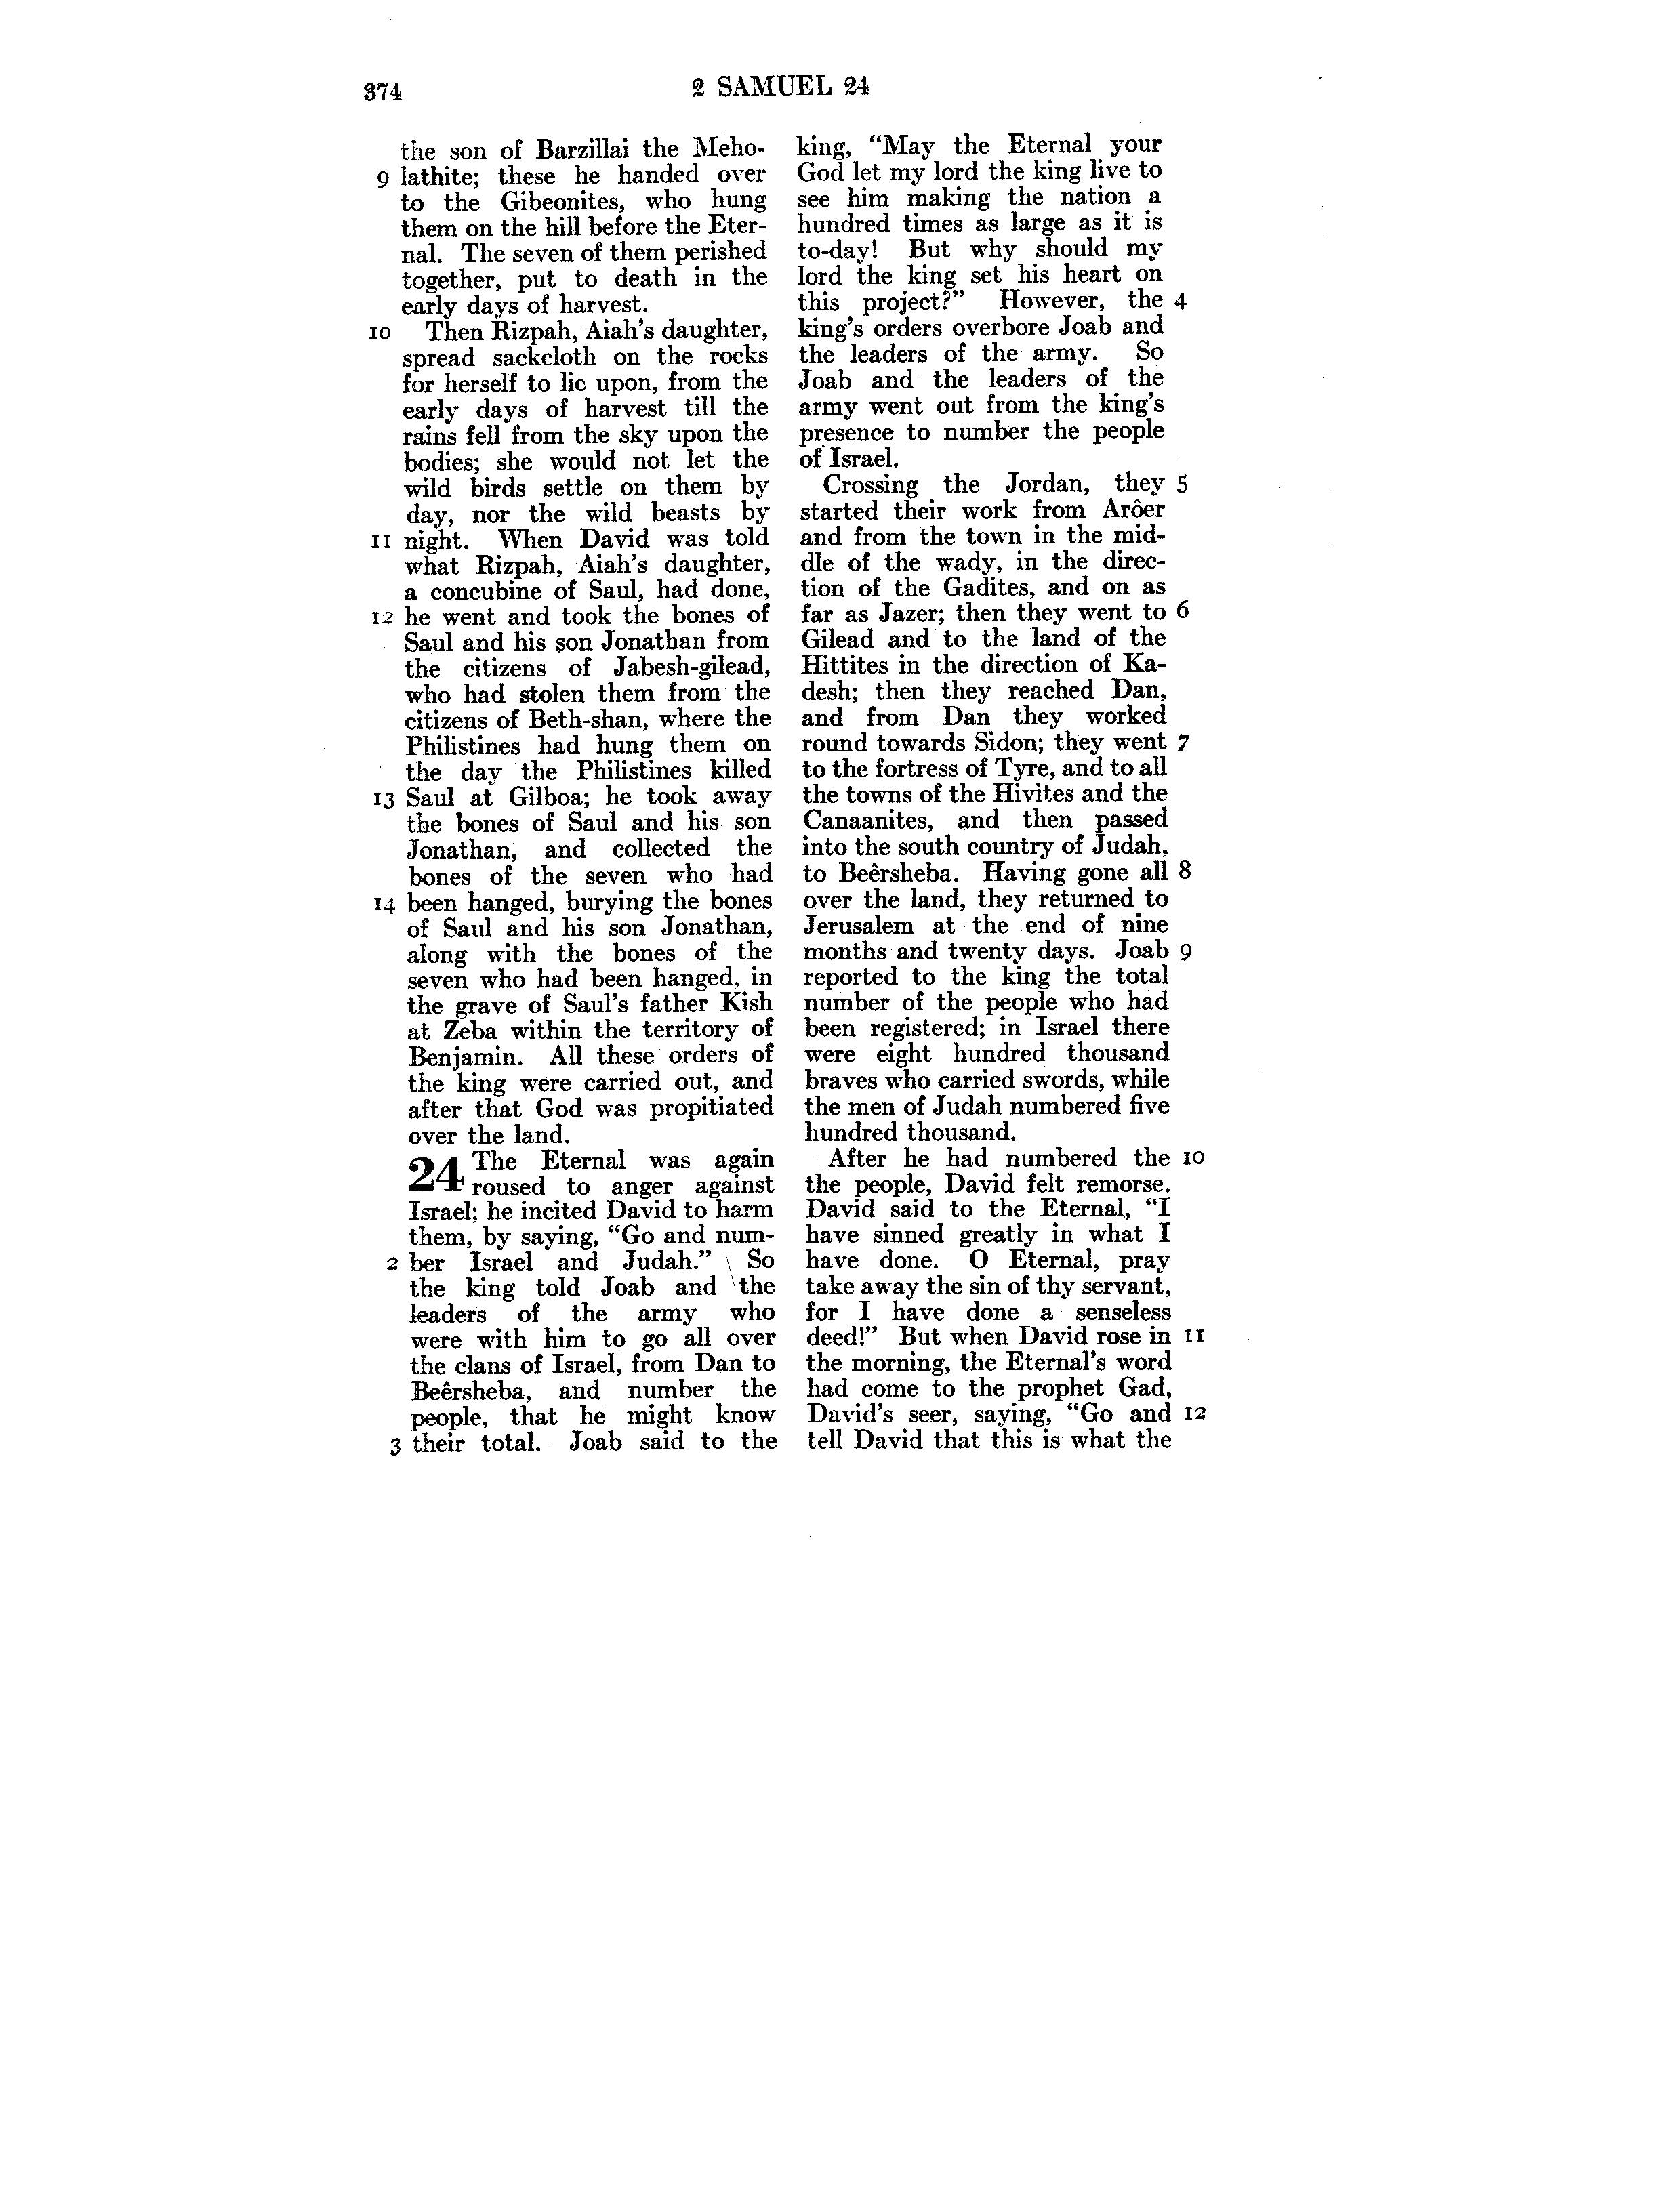 374
2 SAMUEL 24
the son of Barzillai the Meho-
9 lathite; these he handed over
to the Gibeonites, who hung
them on the hill before the Eter-
nal. The seven of them perished
together, put to death in the
early days of harvest.
10 Then Rizpah, Aiah's daughter,
spread sackcloth on the rocks
for herself to lie upon, from the
early days of harvest till the
rains fell from the sky upon the
bodies; she would not let the
wild birds settle on them by
day, nor the wild beasts by
11 night. When David was told
what Rizpah, Aiah's daughter,
a concubine of Saul, had done,
12 he went and took the bones of
Saul and his son Jonathan from
the citizens of Jabesh-gilead,
who had stolen them from the
citizens of Beth-shan, where the
Philistines had hung them on
the day the Philistines killed
13 Saul at Gilboa; he took away
the bones of Saul and his son
Jonathan, and collected the
bones of the seven who had
14 been hanged, burying the bones
of Saul and his son Jonathan,
along with the bones of the
seven who had been hanged, in
the grave of Saul's father Kish
at Zeba within the territory of
Benjamin. All these orders of
the king were carried out, and
after that God was propitiated
over the land.
24 The Eternal was again
roused to anger against
Israel; he incited David to harm
them, by saying, “Go and num-
2 ber Israel and Judah.” So
the king told Joab and the
leaders of the army who
were with him to go all over
the clans of Israel, from Dan to
Beêrsheba, and number the
people, that he might know
3 their total. Joab said to the
king, “May the Eternal your
God let my lord the king live to
see him making the nation a
hundred times as large as it is
to-day! But why should my
lord the king set his heart on
this project?” However, the 4
king's orders overbore Joab and
the leaders of the army. So
Joab and the leaders of the
army went out from the king's
presence to number the people
of Israel.
Crossing the Jordan, they 5
started their work from Arôer
and from the town in the mid-
dle of the wady, in the direc-
tion of the Gadites, and on as
far as Jazer; then they went to 6
Gilead and to the land of the
Hittites in the direction of Ka-
desh; then they reached Dan,
and from Dan they worked
round towards Sidon; they went 7
to the fortress of Tyre, and to all
the towns of the Hivites and the
Canaanites, and then passed
into the south country of Judah,
to Beêrsheba. Having gone all 8
over the land, they returned to
Jerusalem at the end of nine
months and twenty days. Joab 9
reported to the king the total
number of the people who had
been registered; in Israel there
were eight hundred thousand
braves who carried swords, while
the men of Judah numbered five
hundred thousand.
After he had numbered the 10
the people, David felt remorse.
David said to the Eternal, “I
have sinned greatly in what I
have done. O Eternal, pray
take away the sin of thy servant,
for I have done a senseless
deed!” But when David rose in 11
the morning, the Eternal's word
had come to the prophet Gad,
David's seer, saying, “Go and 12
tell David that this is what the